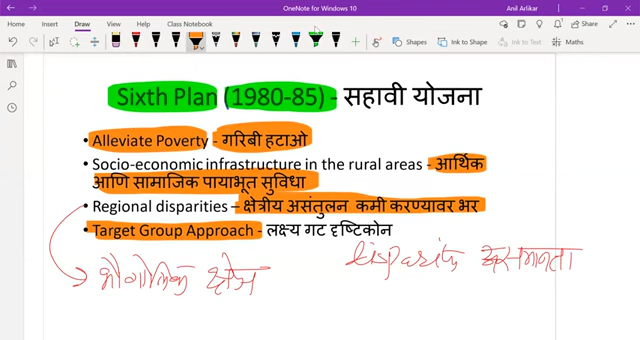 OneNote for Windows 10
Anil Arlikar
Home Insert Draw View Help Class Notebook
Share
Shapes Ink to Shape Ink to Text Maths
Sixth Plan (1980-85) - सहावी योजना
• Alleviate Poverty - गरिबी हटाओ
• Socio-economic infrastructure in the rural areas - आर्थिक
आणि सामाजिक पायाभूत सुविधा
• Regional disparities - क्षेत्रीय असंतुलन कमी करण्यावर भर
• Target Group Approach - लक्ष्य गट दृष्टिकोन
disparity असमानता
भौगोलिक क्षेत्र